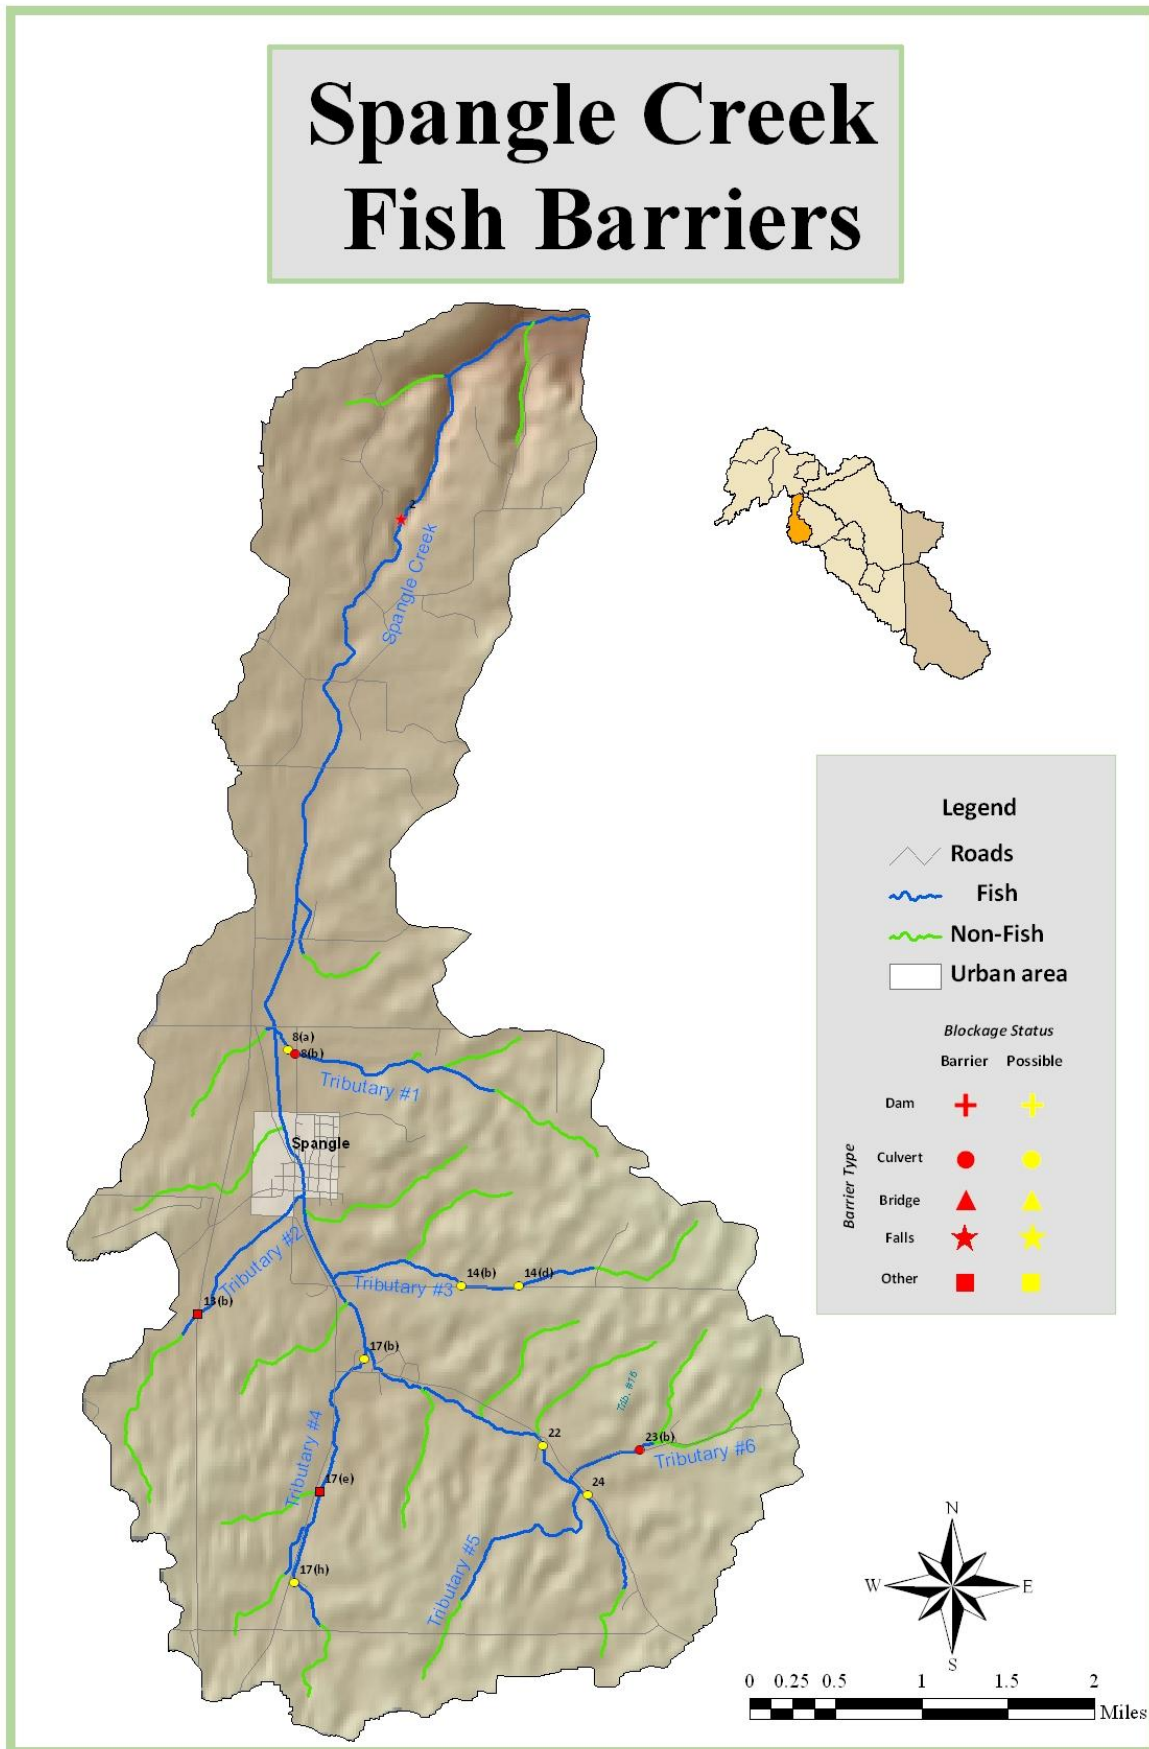 Spangle Creek
Fish Barriers
2
Spangle Creek
8(a)
8(b)
Tributary #1
Spangle
Tributary #2
13(b)
Tributary #3
14(b)
14(d)
17(b)
Tributary #4
17(e)
17(h)
22
Trib. #16
23(b)
Tributary #6
24
Tributary #5
Legend
Roads
Fish
Non-Fish
Urban area
Blockage Status
Barrier Possible
Barrier Type
Dam
Culvert
Bridge
Falls
Other
N
W E
S
0 0.25 0.5 1 1.5 2
Miles